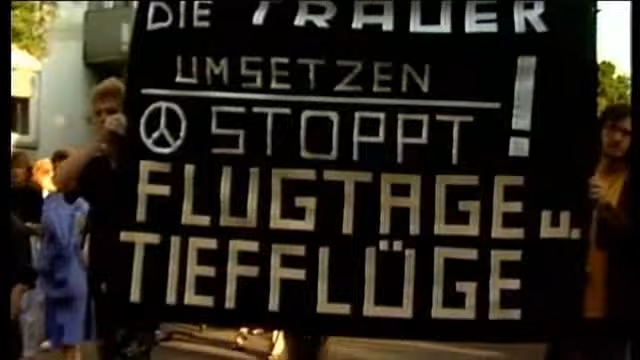 DIE TRAUER
UMSETZEN
STOPPT !
FLUGTAGE u.
TIEFFLÜGE